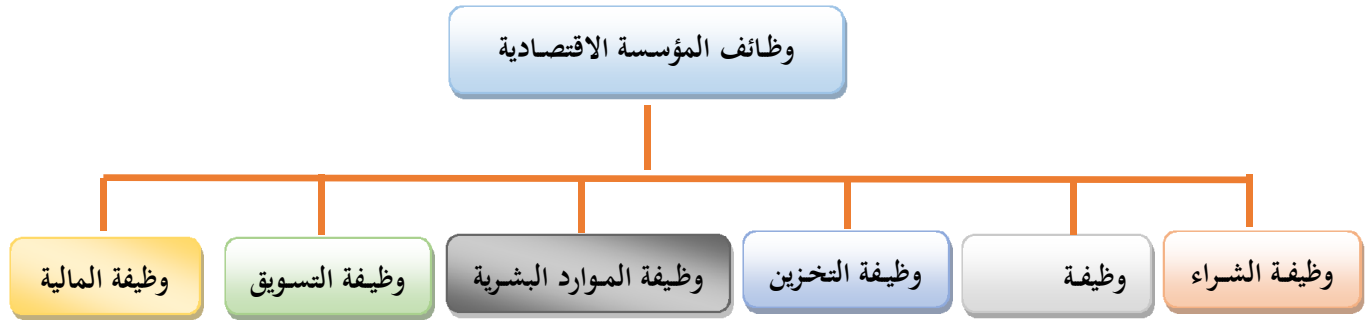 وظائف المؤسسة الاقتصادية
وظيفة الشراء
وظيفة
وظيفة التخزين
وظيفة الموارد البشرية
وظيفة التسويق
وظيفة المالية